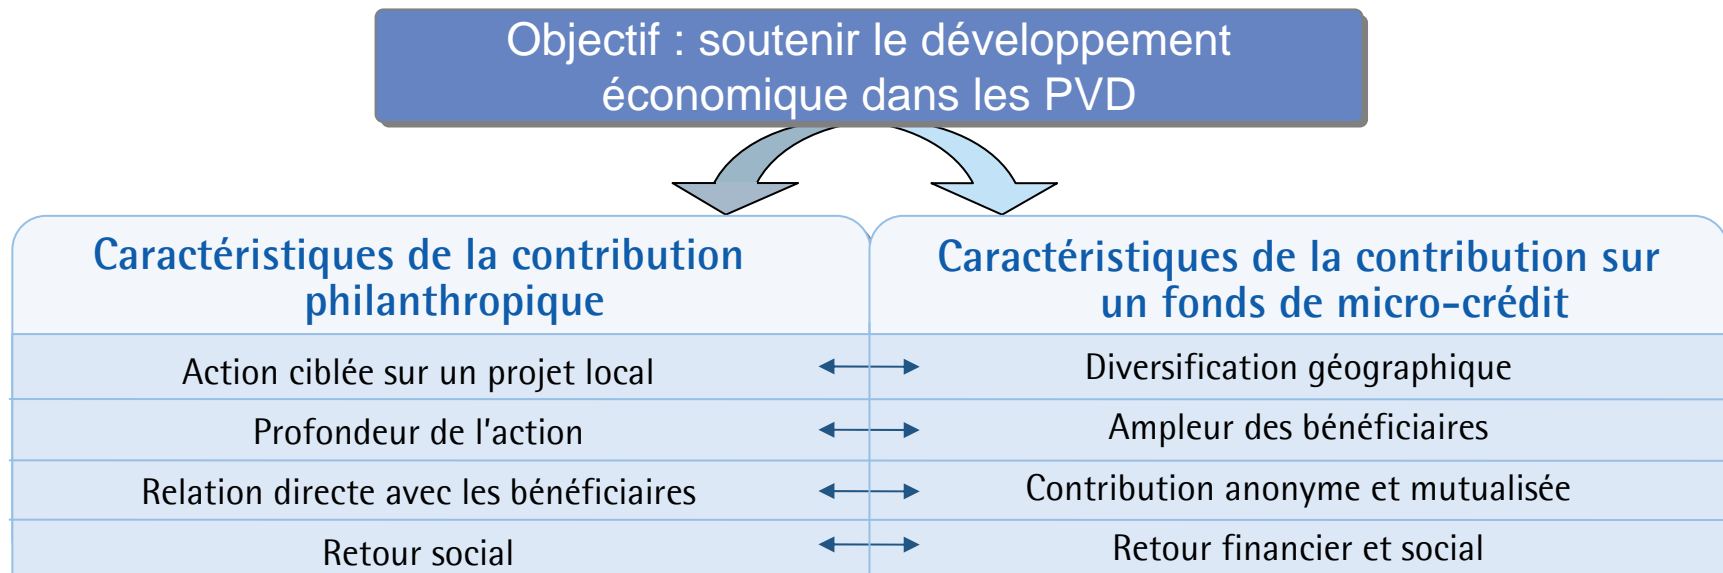 Objectif : soutenir le développement
économique dans les PVD
Caractéristiques de la contribution
philanthropique
Caractéristiques de la contribution sur
un fonds de micro-crédit
Action ciblée sur un projet local
Diversification géographique
Profondeur de l'action
Ampleur des bénéficiaires
Relation directe avec les bénéficiaires
Contribution anonyme et mutualisée
Retour social
Retour financier et social